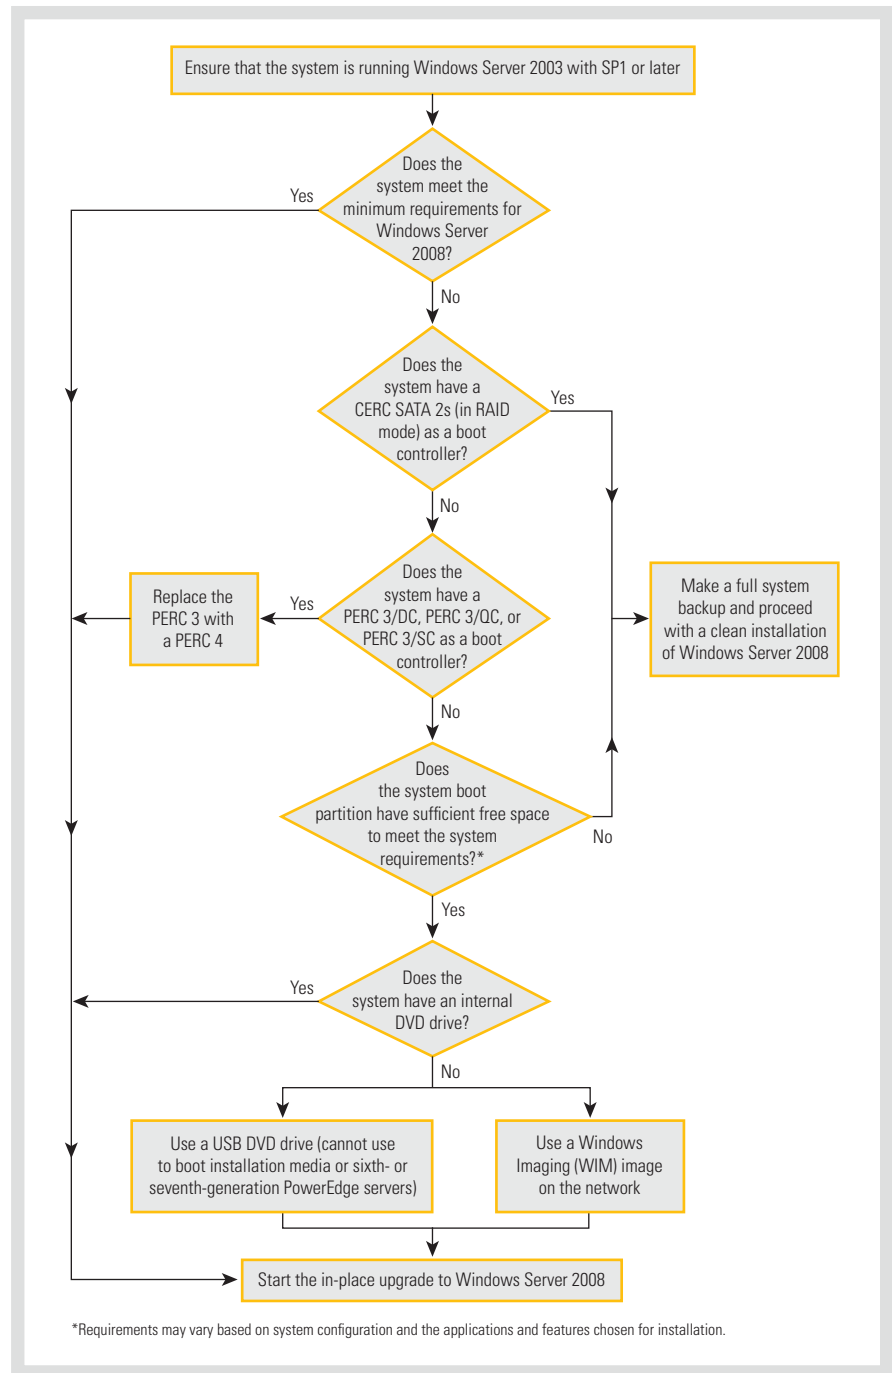 Ensure that the system is running Windows Server 2003 with SP1 or later
Does the
system meet the
minimum requirements for
Windows Server
2008?
Yes
No
Does the
system have a
CERC SATA 2s (in RAID
mode) as a boot
controller?
Yes
No
Does the
system have a
PERC 3/DC, PERC 3/QC, or
PERC 3/SC as a boot
controller?
Yes
Replace the
PERC 3 with
a PERC 4
Make a full system
backup and proceed
with a clean installation
of Windows Server 2008
No
Does
the system boot
partition have sufficient free space
to meet the system
requirements?*
No
Yes
Does the
system have an internal
DVD drive?
Yes
No
Use a USB DVD drive (cannot use
to boot installation media or sixth- or
seventh-generation PowerEdge servers)
Use a Windows
Imaging (WIM) image
on the network
Start the in-place upgrade to Windows Server 2008
*Requirements may vary based on system configuration and the applications and features chosen for installation.